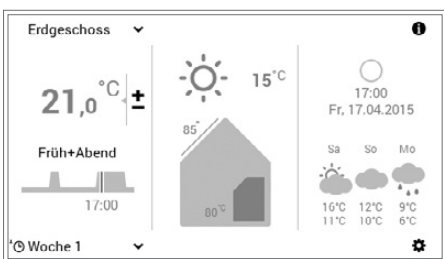 Erdgeschoss
21,0 °C ±
Früh+Abend
17:00
Woche 1
15°C
85°
80°C
17:00
Fr, 17.04.2015
Sa So Mo
16°C 12°C 9°C
11°C 10°C 6°C